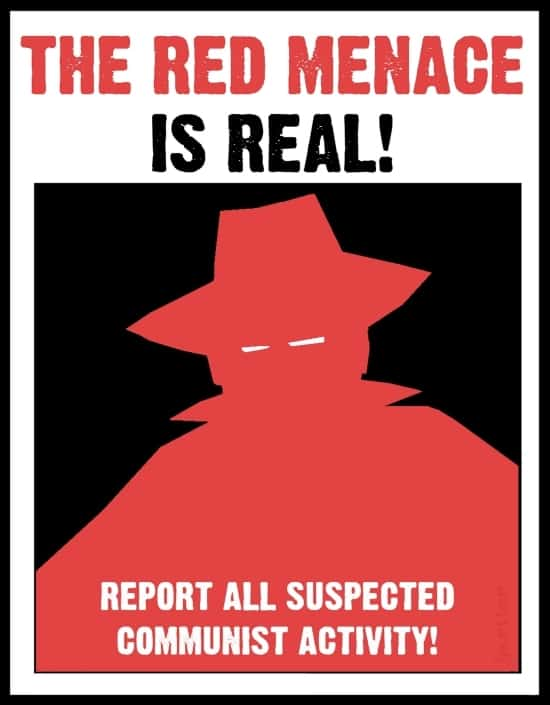 THE RED MENACE
IS REAL!
REPORT ALL SUSPECTED
COMMUNIST ACTIVITY!